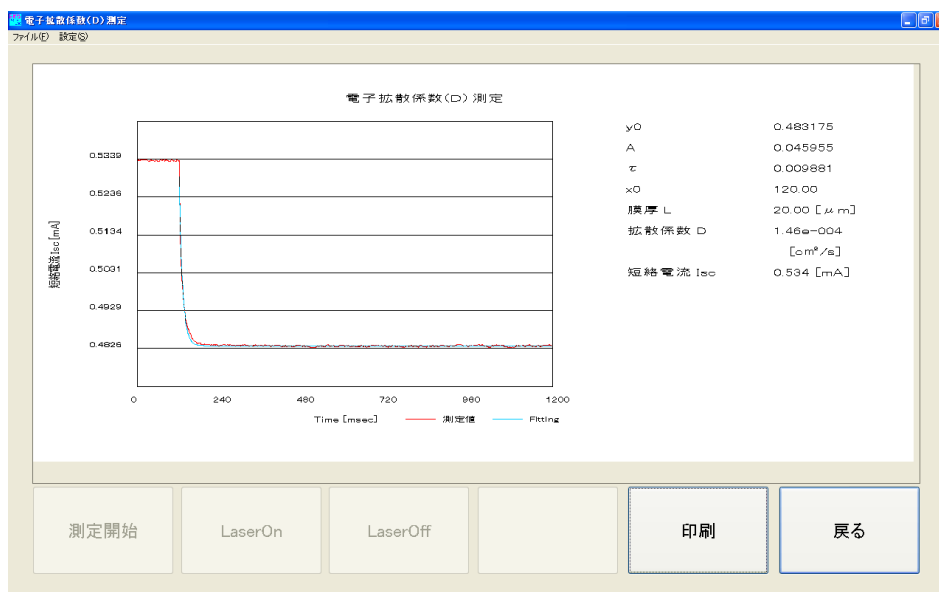 電子拡散係数(D)測定
ファイル(F) 設定(S)
電子拡散係数(D)測定
短絡電流Isc[mA]
0.5339
0.5236
0.5134
0.5031
0.4929
0.4826
0 240 480 720 960 1200
Time [msec] 測定値 Fitting
y0 0.483175
A 0.045955
τ 0.009881
x0 120.00
膜厚 L 20.00 [μm]
拡散係数 D 1.46e-004
[cm²/s]
短絡電流 Isc 0.534 [mA]
測定開始 LaserOn LaserOff 印刷 戻る